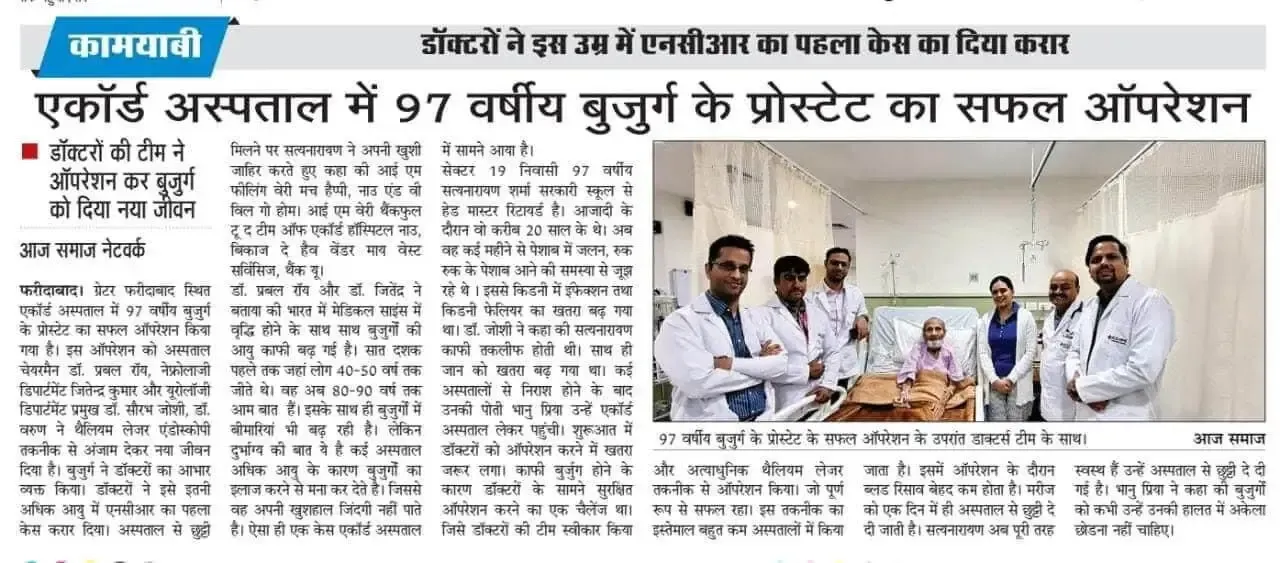 कामयाबी
डॉक्टरों ने इस उम्र में एनसीआर का पहला केस का दिया करार
एकॉर्ड अस्पताल में 97 वर्षीय बुजुर्ग के प्रोस्टेट का सफल ऑपरेशन
डॉक्टरों की टीम ने
ऑपरेशन कर बुजुर्ग
को दिया नया जीवन
आज समाज नेटवर्क
फरीदाबाद। ग्रेटर फरीदाबाद स्थित
एकॉर्ड अस्पताल में 97 वर्षीय बुजुर्ग
के प्रोस्टेट का सफल ऑपरेशन किया
गया है। इस ऑपरेशन को अस्पताल
चेयरमैन डॉ. प्रबल रॉय, नेफ्रोलाजी
डिपार्टमेंट जितेन्द्र कुमार और यूरोलॉजी
डिपार्टमेंट प्रमुख डॉ. सौरभ जोशी, डॉ.
वरुण ने थैलियम लेजर एंडोस्कोपी
तकनीक से अंजाम देकर नया जीवन
दिया है। बुजुर्ग ने डॉक्टरों का आभार
व्यक्त किया। डॉक्टरों ने इसे इतनी
अधिक आयु में एनसीआर का पहला
केस करार दिया। अस्पताल से छुट्टी
मिलने पर सत्यनारायण ने अपनी खुशी
जाहिर करते हुए कहा की आई एम
फीलिंग वेरी मच हैप्पी, नाउ एंड वी
विल गो होम। आई एम वेरी थैंकफुल
टू द टीम ऑफ एकॉर्ड हॉस्पिटल नाउ,
बिकाज दे हैव वेंडर माय वेस्ट
सर्विसिज, थैंक यू।
डॉ. प्रबल रॉय और डॉ. जितेंद्र ने
बताया की भारत में मेडिकल साइंस में
वृद्धि होने के साथ साथ बुजुर्गों की
आयु काफी बढ़ गई है। सात दशक
पहले तक जहां लोग 40-50 वर्ष तक
जीते थे। वह अब 80-90 वर्ष तक
आम बात हैं। इसके साथ ही बुजुर्गों में
बीमारियां भी बढ़ रही है। लेकिन
दुर्भाग्य की बात ये है कई अस्पताल
अधिक आयु के कारण बुजुर्गों का
इलाज करने से मना कर देते है। जिससे
वह अपनी खुशहाल जिंदगी नहीं पाते
है। ऐसा ही एक केस एकॉर्ड अस्पताल
में सामने आया है।
सेक्टर 19 निवासी 97 वर्षीय
सत्यनारायण शर्मा सरकारी स्कूल से
हेड मास्टर रिटायर्ड है। आजादी के
दौरान वो करीब 20 साल के थे। अब
वह कई महीने से पेशाब में जलन, रुक
रुक के पेशाब आने की समस्या से जूझ
रहे थे । इससे किडनी में इंफेक्शन तथा
किडनी फेलियर का खतरा बढ़ गया
था। डॉ. जोशी ने कहा की सत्यनारायण
काफी तकलीफ होती थी। साथ ही
जान को खतरा बढ़ गया था। कई
अस्पतालों से निराश होने के बाद
उनकी पोती भानु प्रिया उन्हें एकॉर्ड
अस्पताल लेकर पहुंची। शुरूआत में
डॉक्टरों को ऑपरेशन करने में खतरा
जरूर लगा। काफी बुर्जुग होने के
कारण डॉक्टरों के सामने सुरक्षित
ऑपरेशन करने का एक चैलेंज था।
जिसे डॉक्टरों की टीम स्वीकार किया
97 वर्षीय बुजुर्ग के प्रोस्टेट के सफल ऑपरेशन के उपरांत डाक्टर्स टीम के साथ। आज समाज
और अत्याधुनिक थैलियम लेजर
तकनीक से ऑपरेशन किया। जो पूर्ण
रूप से सफल रहा। इस तकनीक का
इस्तेमाल बहुत कम अस्पतालों में किया
जाता है। इसमें ऑपरेशन के दौरान
ब्लड रिसाव बेहद कम होता है। मरीज
को एक दिन में ही अस्पताल से छुट्टी दे
दी जाती है। सत्यनारायण अब पूरी तरह
स्वस्थ हैं उन्हें अस्पताल से छुट्टी दे दी
गई है। भानु प्रिया ने कहा की बुजुर्गों
को कभी उन्हें उनकी हालत में अकेला
छोडना नहीं चाहिए।